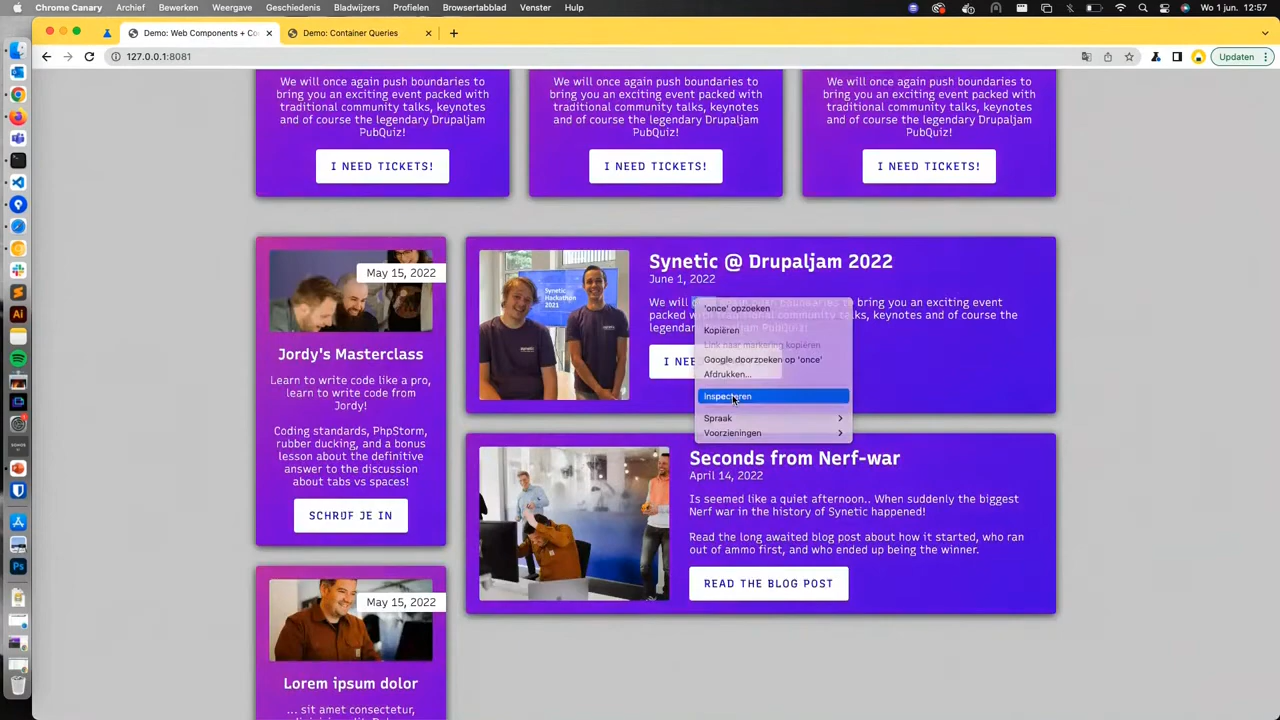 Chrome Canary Archief Bewerken Weergave Geschiedenis Bladwijzers Profielen Browsertabblad Venster Help Wo 1 jun. 12:57
Demo: Web Components + Co Demo: Container Queries
127.0.0.1:8081 Updaten
We will once again push boundaries to
bring you an exciting event packed with
traditional community talks, keynotes
and of course the legendary Drupaljam
PubQuiz!
I NEED TICKETS!
We will once again push boundaries to
bring you an exciting event packed with
traditional community talks, keynotes
and of course the legendary Drupaljam
PubQuiz!
I NEED TICKETS!
We will once again push boundaries to
bring you an exciting event packed with
traditional community talks, keynotes
and of course the legendary Drupaljam
PubQuiz!
I NEED TICKETS!
May 15, 2022
Jordy's Masterclass
Learn to write code like a pro,
learn to write code from
Jordy!
Coding standards, PhpStorm,
rubber ducking, and a bonus
lesson about the definitive
answer to the discussion
about tabs vs spaces!
SCHRIJF JE IN
May 15, 2022
Lorem ipsum dolor
... sit amet consectetur,
Synetic
Hackathon
2021
synetic
Synetic @ Drupaljam 2022
June 1, 2022
We will once again push boundaries to bring you an exciting event
packed with traditional community talks, keynotes and of course the
legendary Drupaljam PubQuiz!
I NEE
'once' opzoeken
Kopiëren
Link naar markering kopiëren
Google doorzoeken op 'once'
Afdrukken...
Inspecteren
Spraak
Voorzieningen
Seconds from Nerf-war
April 14, 2022
Is seemed like a quiet afternoon.. When suddenly the biggest
Nerf war in the history of Synetic happened!
Read the long awaited blog post about how it started, who ran
out of ammo first, and who ended up being the winner.
READ THE BLOG POST